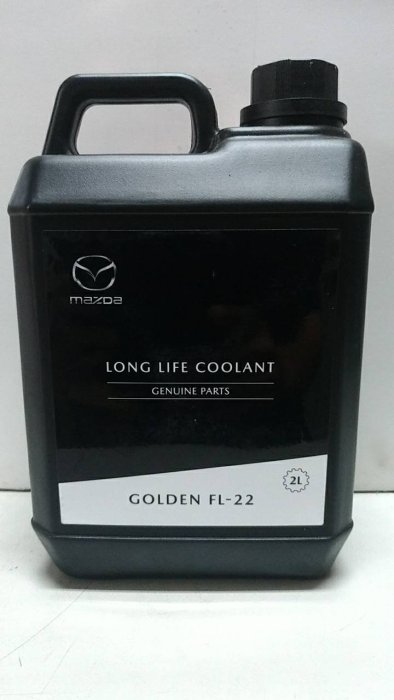 mazda
LONG LIFE COOLANT
GENUINE PARTS
2L
GOLDEN FL-22